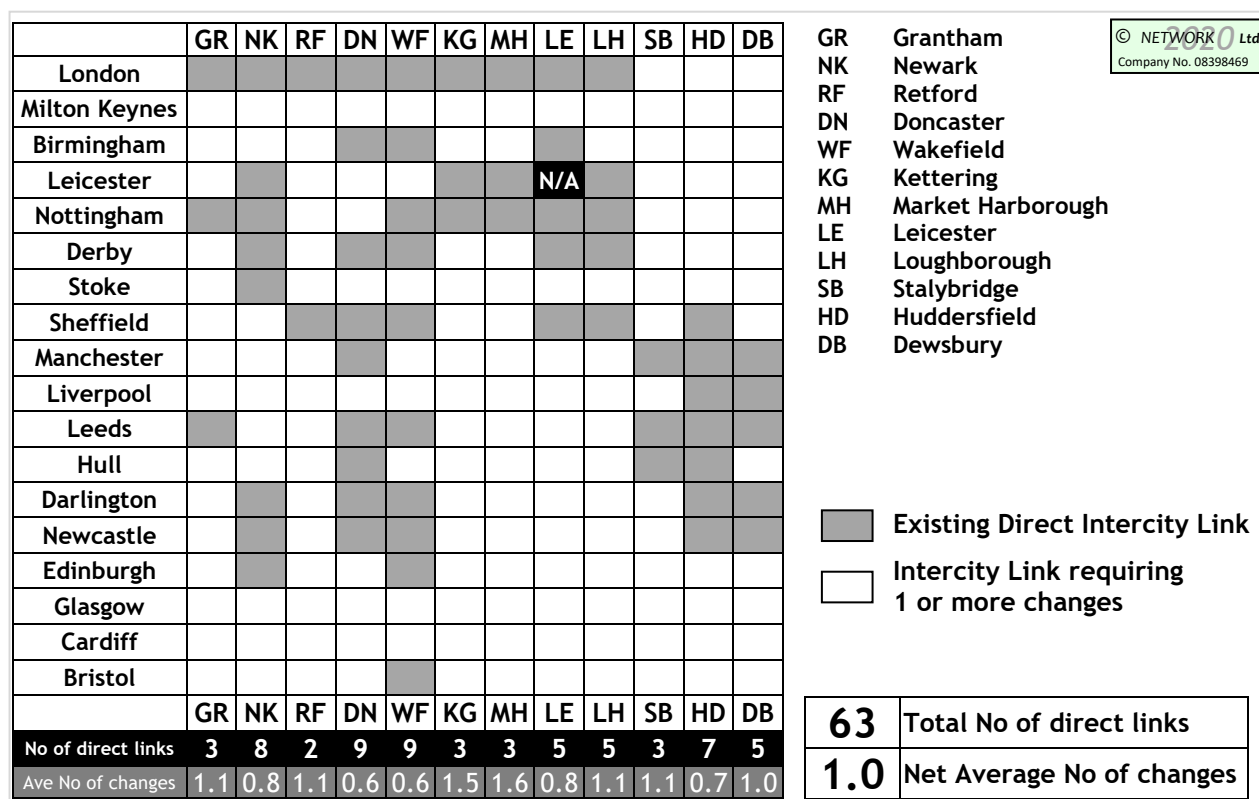 GR NK RF DN WF KG MH LE LH SB HD DB
London
Milton Keynes
Birmingham
Leicester N/A
Nottingham
Derby
Stoke
Sheffield
Manchester
Liverpool
Leeds
Hull
Darlington
Newcastle
Edinburgh
Glasgow
Cardiff
Bristol
GR NK RF DN WF KG MH LE LH SB HD DB
No of direct links 3 8 2 9 9 3 3 5 5 3 7 5
Ave No of changes 1.1 0.8 1.1 0.6 0.6 1.5 1.6 0.8 1.1 1.1 0.7 1.0
GR Grantham
NK Newark
RF Retford
DN Doncaster
WF Wakefield
KG Kettering
MH Market Harborough
LE Leicester
LH Loughborough
SB Stalybridge
HD Huddersfield
DB Dewsbury
© NETWORK 2020 Ltd
Company No. 08398469
Existing Direct Intercity Link
Intercity Link requiring
1 or more changes
63 Total No of direct links
1.0 Net Average No of changes